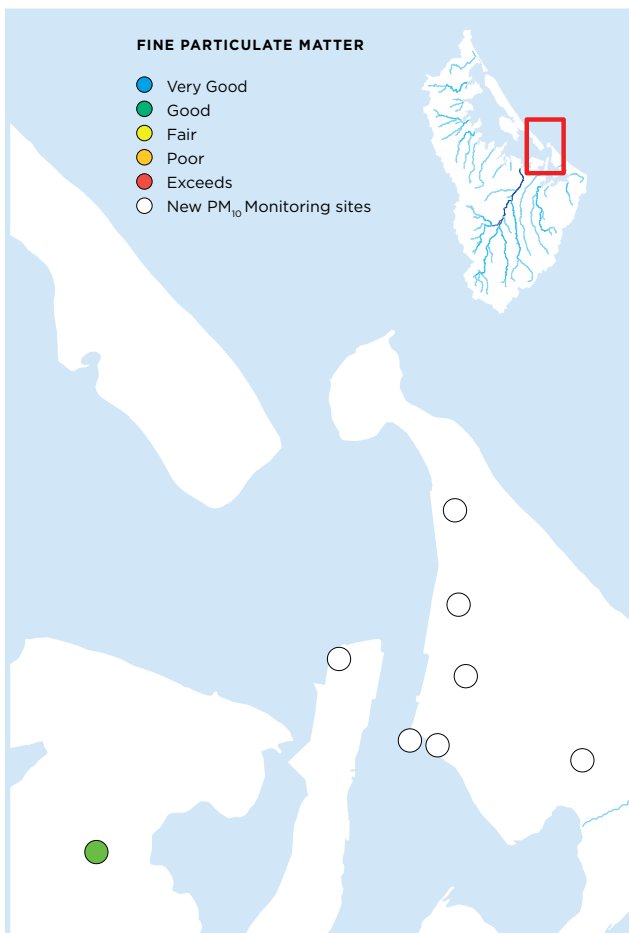 FINE PARTICULATE MATTER
Very Good
Good
Fair
Poor
Exceeds
New PM₁₀ Monitoring sites